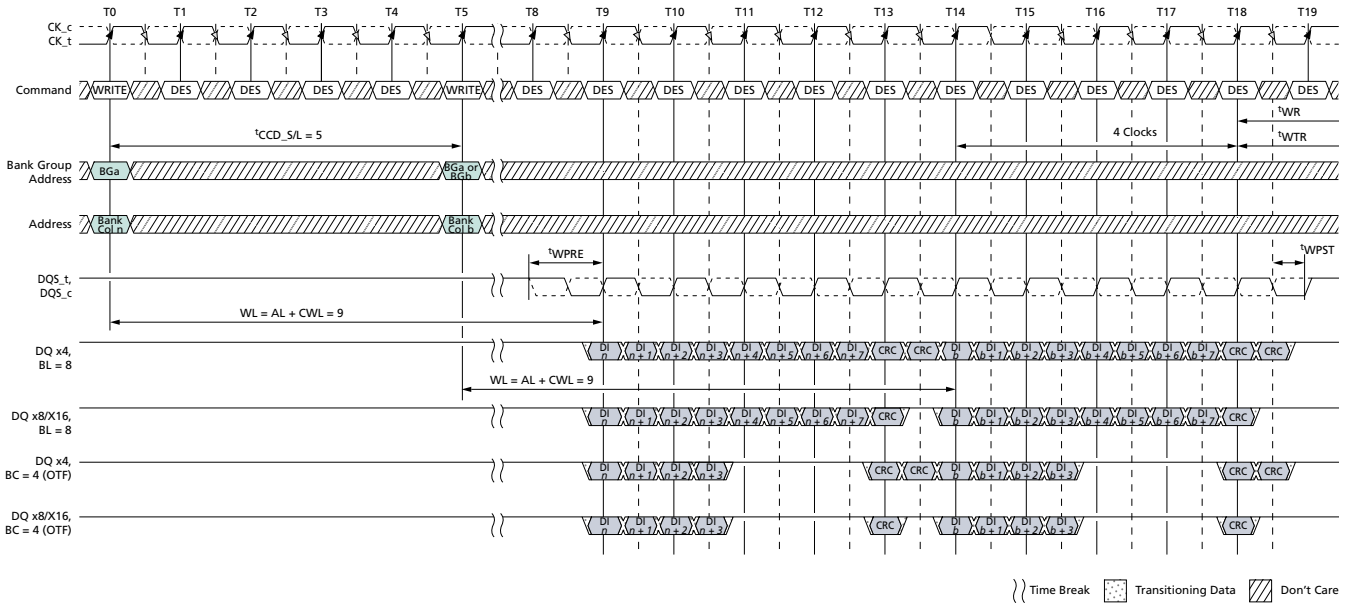 T0 T1 T2 T3 T4 T5 T8 T9 T10 T11 T12 T13 T14 T15 T16 T17 T18 T19
CK_c
CK_t
Command WRITE DES DES DES DES WRITE DES DES DES DES DES DES DES DES DES DES DES DES
tWR
tCCD_S/L = 5 4 Clocks tWTR
Bank Group
Address
BGa
BGa or
BGb
Address
Bank
Col n
Bank
Col b
tWPRE tWPST
DQS_t,
DQS_c
WL = AL + CWL = 9
DQ x4,
BL = 8
DI n DI n + 1 DI n + 2 DI n + 3 DI n + 4 DI n + 5 DI n + 6 DI n + 7 CRC CRC DI b DI b + 1 DI b + 2 DI b + 3 DI b + 4 DI b + 5 DI b + 6 DI b + 7 CRC CRC
WL = AL + CWL = 9
DQ x8/X16,
BL = 8
DI n DI n + 1 DI n + 2 DI n + 3 DI n + 4 DI n + 5 DI n + 6 DI n + 7 CRC DI b DI b + 1 DI b + 2 DI b + 3 DI b + 4 DI b + 5 DI b + 6 DI b + 7 CRC
DQ x4,
BC = 4 (OTF)
DI n DI n + 1 DI n + 2 DI n + 3 CRC CRC DI b DI b + 1 DI b + 2 DI b + 3 CRC CRC
DQ x8/X16,
BC = 4 (OTF)
DI n DI n + 1 DI n + 2 DI n + 3 CRC DI b DI b + 1 DI b + 2 DI b + 3 CRC
Time Break Transitioning Data Don't Care